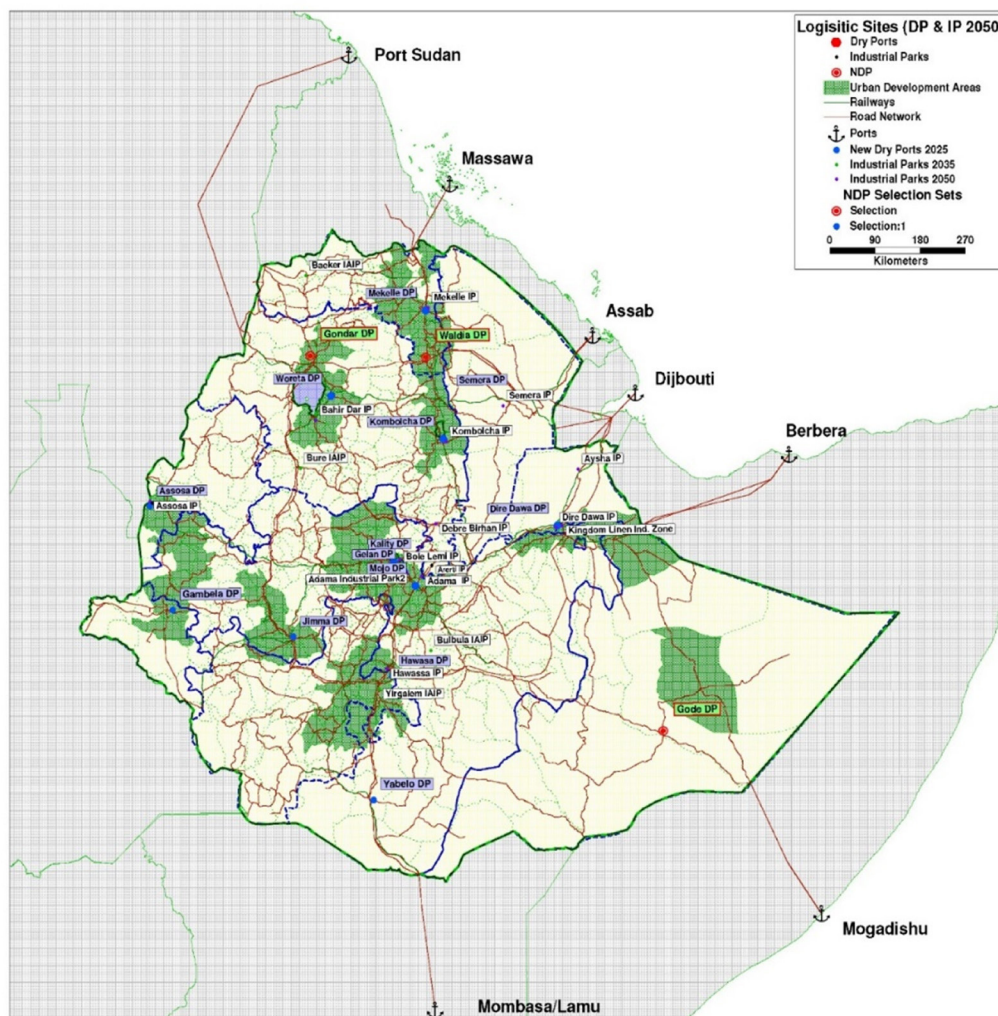 Logisitic Sites (DP & IP 2050
Dry Ports
Industrial Parks
NDP
Urban Development Areas
Railways
Road Network
Ports
New Dry Ports 2025
Industrial Parks 2035
Industrial Parks 2050
NDP Selection Sets
Selection
Selection:1
0 90 180 270
Kilometers
Port Sudan
Massawa
Assab
Dijbouti
Berbera
Mogadishu
Mombasa/Lamu
Baeker IAIP
Mekelle DP
Mekelle IP
Gondar DP
Waldia DP
Woreta DP
Semera DP
Semera IP
Bahir Dar IP
Kombolcha DP
Kombolcha IP
Bure IAIP
Aysha IP
Assosa DP
Assosa IP
Dire Dawa DP
Dire Dawa IP
Debre Birhan IP
Kingdom Linen Ind. Zone
Kality DP
Gelan DP
Bole Lemi IP
Mojo DP
Arerti IP
Adama Industrial Park2
Adama IP
Gambela DP
Jimma DP
Bulbula IAIP
Hawasa DP
Hawassa IP
Yirgalem IAIP
Gode DP
Yabelo DP